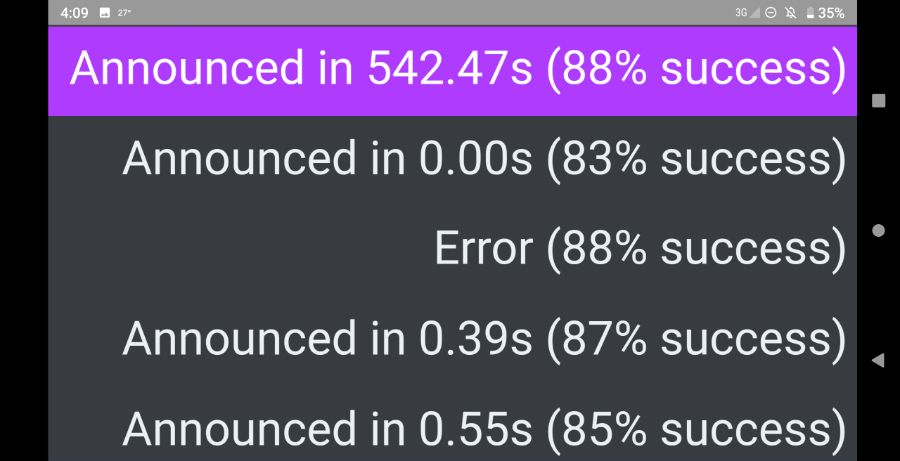 4:09 27° 3G 35%
Announced in 542.47s (88% success)
Announced in 0.00s (83% success)
Error (88% success)
Announced in 0.39s (87% success)
Announced in 0.55s (85% success)